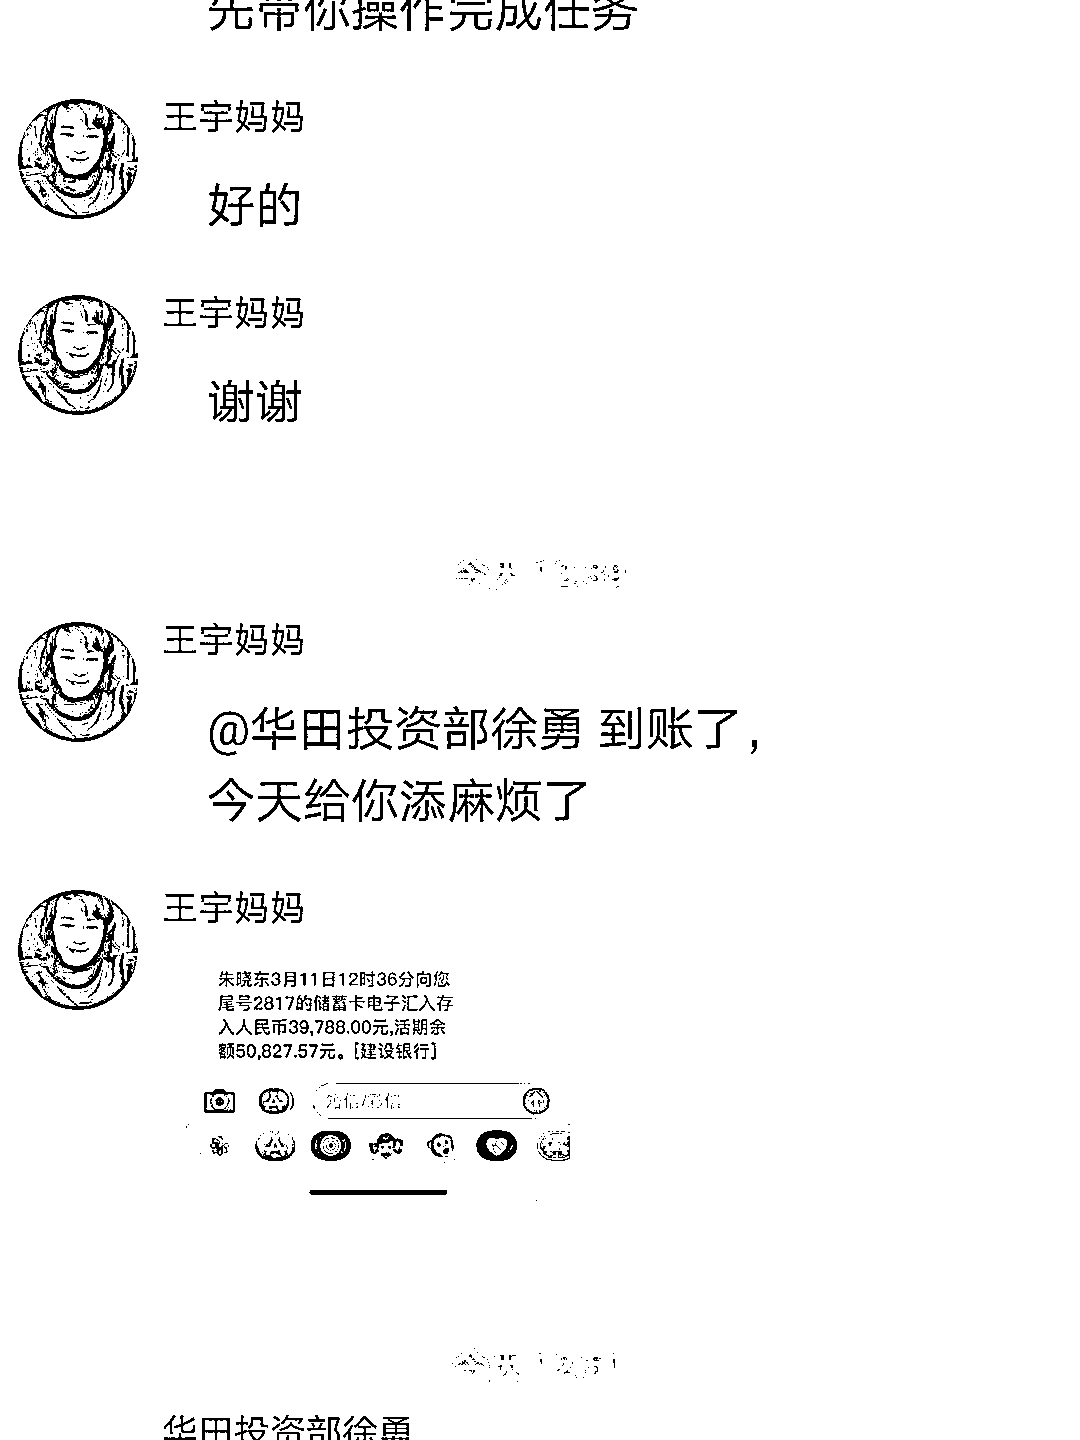 先带你操作完成任务
王宇妈妈
好的
王宇妈妈
谢谢
王宇妈妈
@华田投资部徐勇 到账了，
今天给你添麻烦了
王宇妈妈
朱晓东3月11日12时36分向您
尾号2817的储蓄卡电子汇入存
入人民币39,788.00元,活期余
额50,827.57元。[建设银行]
短信/彩信
华田投资部徐勇